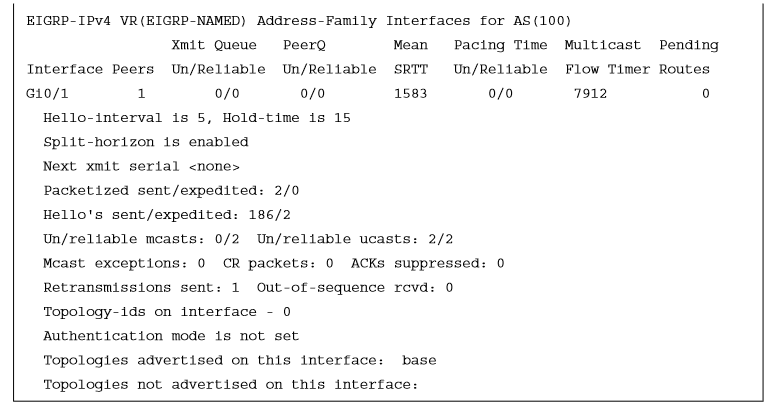 EIGRP-IPv4 VR(EIGRP-NAMED) Address-Family Interfaces for AS(100)
Xmit Queue PeerQ Mean Pacing Time Multicast Pending
Interface Peers Un/Reliable Un/Reliable SRTT Un/Reliable Flow Timer Routes
Gi0/1 1 0/0 0/0 1583 0/0 7912 0
Hello-interval is 5, Hold-time is 15
Split-horizon is enabled
Next xmit serial <none>
Packetized sent/expedited: 2/0
Hello's sent/expedited: 186/2
Un/reliable mcasts: 0/2 Un/reliable ucasts: 2/2
Mcast exceptions: 0 CR packets: 0 ACKs suppressed: 0
Retransmissions sent: 1 Out-of-sequence rcvd: 0
Topology-ids on interface - 0
Authentication mode is not set
Topologies advertised on this interface: base
Topologies not advertised on this interface: